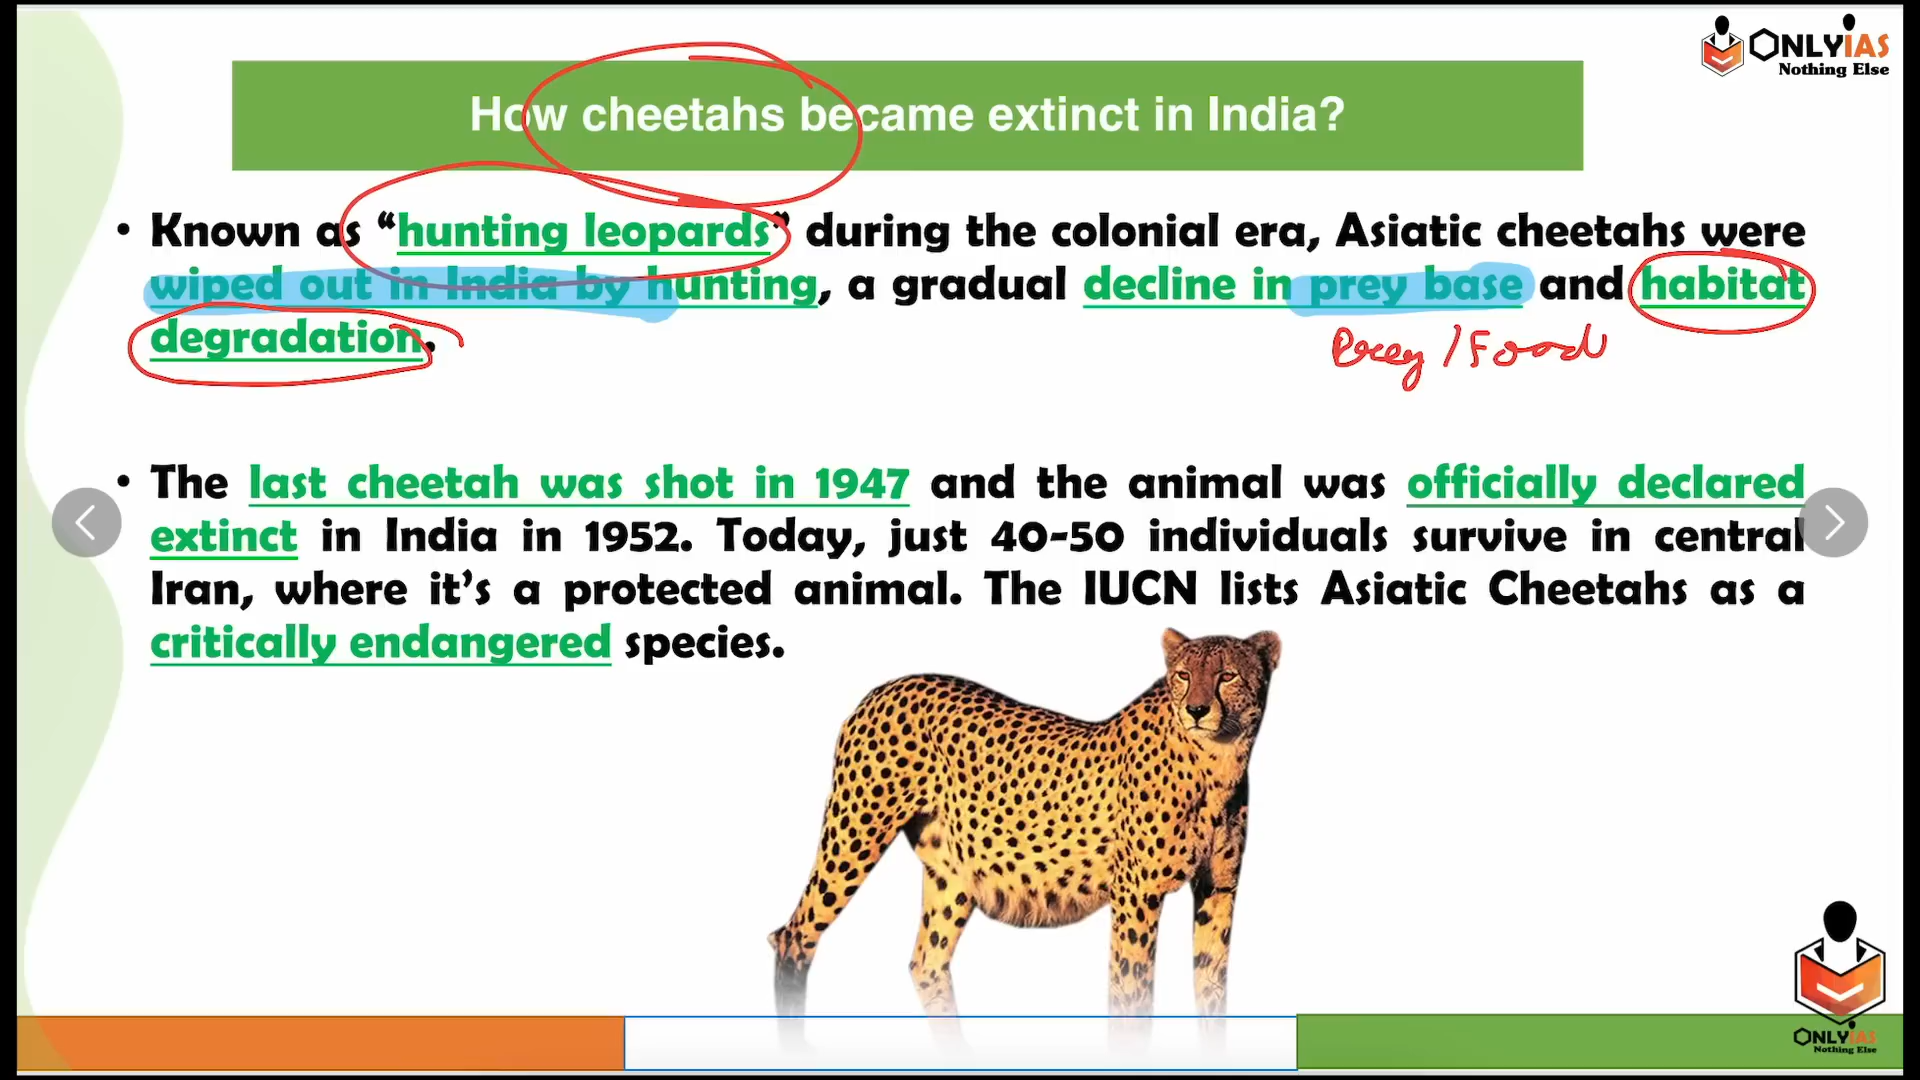 ONLYIAS
Nothing Else
How cheetahs became extinct in India?
• Known as “hunting leopards” during the colonial era, Asiatic cheetahs were
wiped out in India by hunting, a gradual decline in prey base and habitat
degradation.
Prey / Food
• The last cheetah was shot in 1947 and the animal was officially declared
extinct in India in 1952. Today, just 40-50 individuals survive in central
Iran, where it’s a protected animal. The IUCN lists Asiatic Cheetahs as a
critically endangered species.
ONLYIAS
Nothing Else